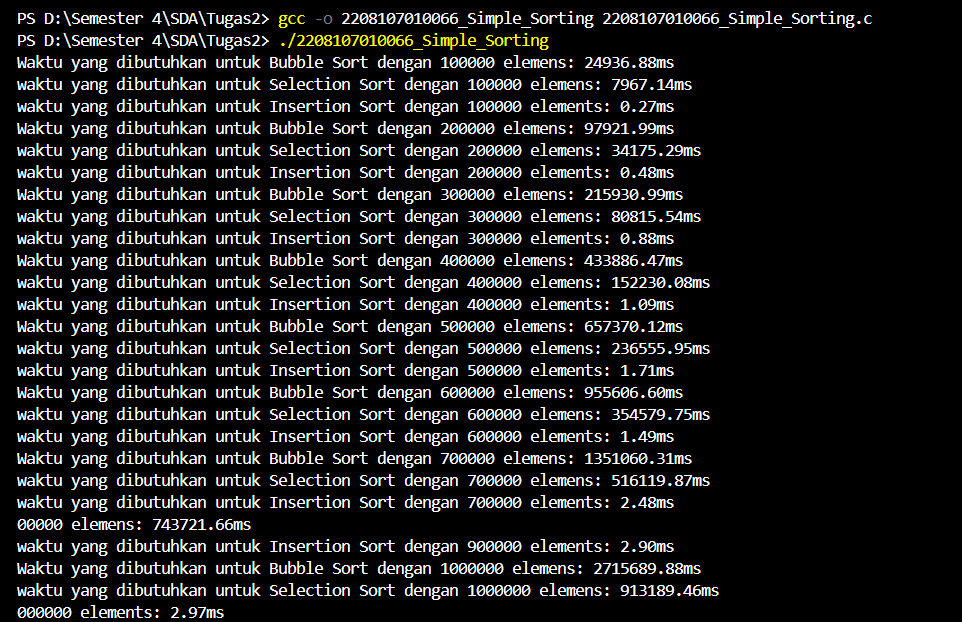 PS D:\Semester 4\SDA\Tugas2> gcc -o 2208107010066_Simple_Sorting 2208107010066_Simple_Sorting.c
PS D:\Semester 4\SDA\Tugas2> ./2208107010066_Simple_Sorting
Waktu yang dibutuhkan untuk Bubble Sort dengan 100000 elemens: 24936.88ms
waktu yang dibutuhkan untuk Selection Sort dengan 100000 elemens: 7967.14ms
waktu yang dibutuhkan untuk Insertion Sort dengan 100000 elements: 0.27ms
Waktu yang dibutuhkan untuk Bubble Sort dengan 200000 elemens: 97921.99ms
waktu yang dibutuhkan untuk Selection Sort dengan 200000 elemens: 34175.29ms
waktu yang dibutuhkan untuk Insertion Sort dengan 200000 elements: 0.48ms
Waktu yang dibutuhkan untuk Bubble Sort dengan 300000 elemens: 215930.99ms
waktu yang dibutuhkan untuk Selection Sort dengan 300000 elemens: 80815.54ms
waktu yang dibutuhkan untuk Insertion Sort dengan 300000 elements: 0.88ms
Waktu yang dibutuhkan untuk Bubble Sort dengan 400000 elemens: 433886.47ms
waktu yang dibutuhkan untuk Selection Sort dengan 400000 elemens: 152230.08ms
waktu yang dibutuhkan untuk Insertion Sort dengan 400000 elements: 1.09ms
Waktu yang dibutuhkan untuk Bubble Sort dengan 500000 elemens: 657370.12ms
waktu yang dibutuhkan untuk Selection Sort dengan 500000 elemens: 236555.95ms
waktu yang dibutuhkan untuk Insertion Sort dengan 500000 elements: 1.71ms
Waktu yang dibutuhkan untuk Bubble Sort dengan 600000 elemens: 955606.60ms
waktu yang dibutuhkan untuk Selection Sort dengan 600000 elemens: 354579.75ms
waktu yang dibutuhkan untuk Insertion Sort dengan 600000 elements: 1.49ms
Waktu yang dibutuhkan untuk Bubble Sort dengan 700000 elemens: 1351060.31ms
waktu yang dibutuhkan untuk Selection Sort dengan 700000 elemens: 516119.87ms
waktu yang dibutuhkan untuk Insertion Sort dengan 700000 elements: 2.48ms
00000 elemens: 743721.66ms
waktu yang dibutuhkan untuk Insertion Sort dengan 900000 elements: 2.90ms
Waktu yang dibutuhkan untuk Bubble Sort dengan 1000000 elemens: 2715689.88ms
waktu yang dibutuhkan untuk Selection Sort dengan 1000000 elemens: 913189.46ms
000000 elements: 2.97ms